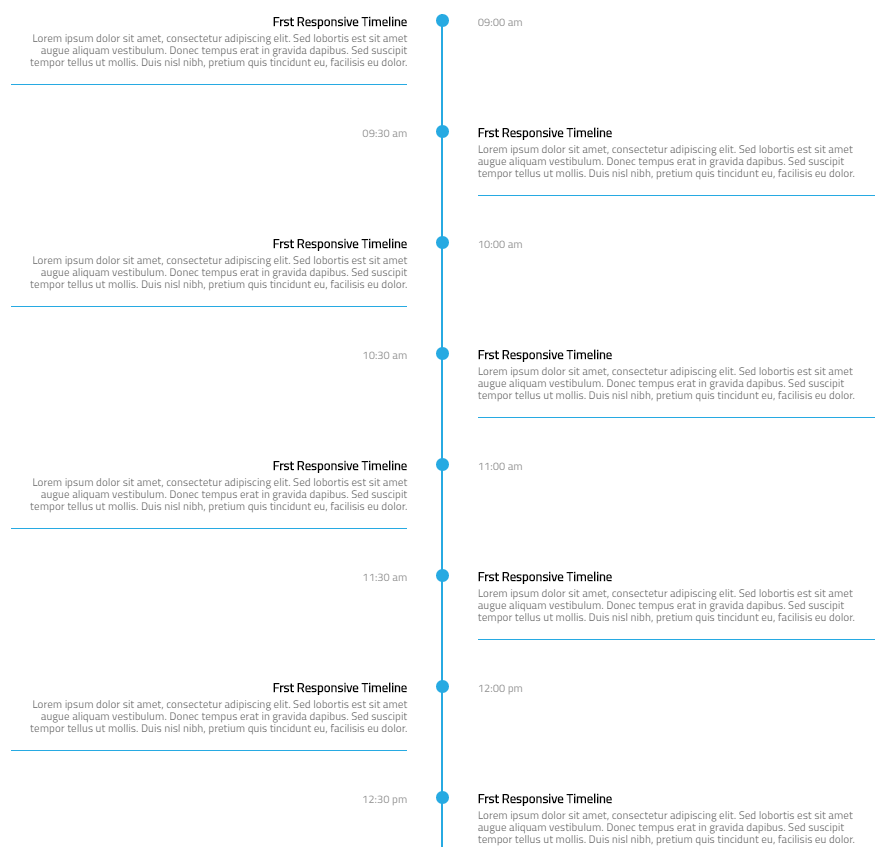 Frst Responsive Timeline
09:00 am
Lorem ipsum dolor sit amet, consectetur adipiscing elit. Sed lobortis est sit amet
augue aliquam vestibulum. Donec tempus erat in gravida dapibus. Sed suscipit
tempor tellus ut mollis. Duis nisl nibh, pretium quis tincidunt eu, facilisis eu dolor.
09:30 am
Frst Responsive Timeline
Lorem ipsum dolor sit amet, consectetur adipiscing elit. Sed lobortis est sit amet
augue aliquam vestibulum. Donec tempus erat in gravida dapibus. Sed suscipit
tempor tellus ut mollis. Duis nisl nibh, pretium quis tincidunt eu, facilisis eu dolor.
Frst Responsive Timeline
10:00 am
Lorem ipsum dolor sit amet, consectetur adipiscing elit. Sed lobortis est sit amet
augue aliquam vestibulum. Donec tempus erat in gravida dapibus. Sed suscipit
tempor tellus ut mollis. Duis nisl nibh, pretium quis tincidunt eu, facilisis eu dolor.
10:30 am
Frst Responsive Timeline
Lorem ipsum dolor sit amet, consectetur adipiscing elit. Sed lobortis est sit amet
augue aliquam vestibulum. Donec tempus erat in gravida dapibus. Sed suscipit
tempor tellus ut mollis. Duis nisl nibh, pretium quis tincidunt eu, facilisis eu dolor.
Frst Responsive Timeline
11:00 am
Lorem ipsum dolor sit amet, consectetur adipiscing elit. Sed lobortis est sit amet
augue aliquam vestibulum. Donec tempus erat in gravida dapibus. Sed suscipit
tempor tellus ut mollis. Duis nisl nibh, pretium quis tincidunt eu, facilisis eu dolor.
11:30 am
Frst Responsive Timeline
Lorem ipsum dolor sit amet, consectetur adipiscing elit. Sed lobortis est sit amet
augue aliquam vestibulum. Donec tempus erat in gravida dapibus. Sed suscipit
tempor tellus ut mollis. Duis nisl nibh, pretium quis tincidunt eu, facilisis eu dolor.
Frst Responsive Timeline
12:00 pm
Lorem ipsum dolor sit amet, consectetur adipiscing elit. Sed lobortis est sit amet
augue aliquam vestibulum. Donec tempus erat in gravida dapibus. Sed suscipit
tempor tellus ut mollis. Duis nisl nibh, pretium quis tincidunt eu, facilisis eu dolor.
12:30 pm
Frst Responsive Timeline
Lorem ipsum dolor sit amet, consectetur adipiscing elit. Sed lobortis est sit amet
augue aliquam vestibulum. Donec tempus erat in gravida dapibus. Sed suscipit
tempor tellus ut mollis. Duis nisl nibh, pretium quis tincidunt eu, facilisis eu dolor.